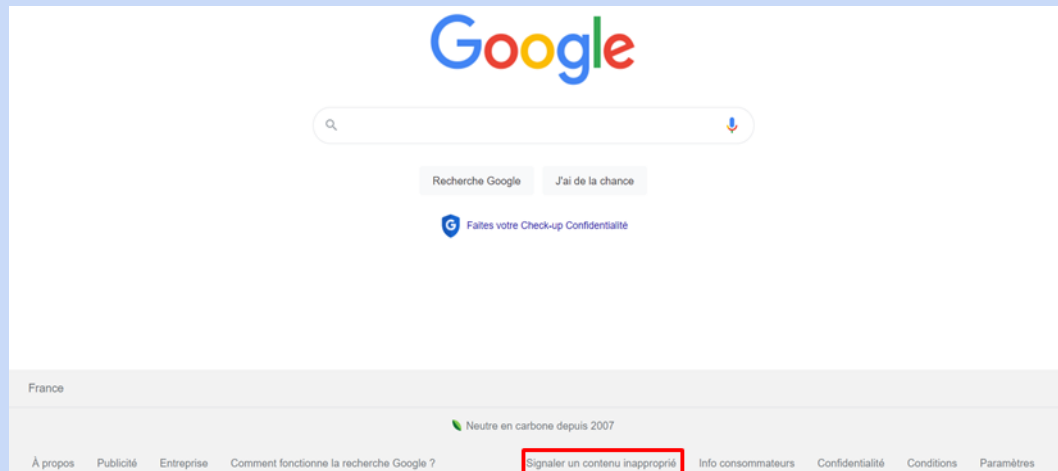 Google
Recherche Google J'ai de la chance
Faites votre Check-up Confidentialité
France
Neutre en carbone depuis 2007
À propos Publicité Entreprise Comment fonctionne la recherche Google ? Signaler un contenu inapproprié Info consommateurs Confidentialité Conditions Paramètres